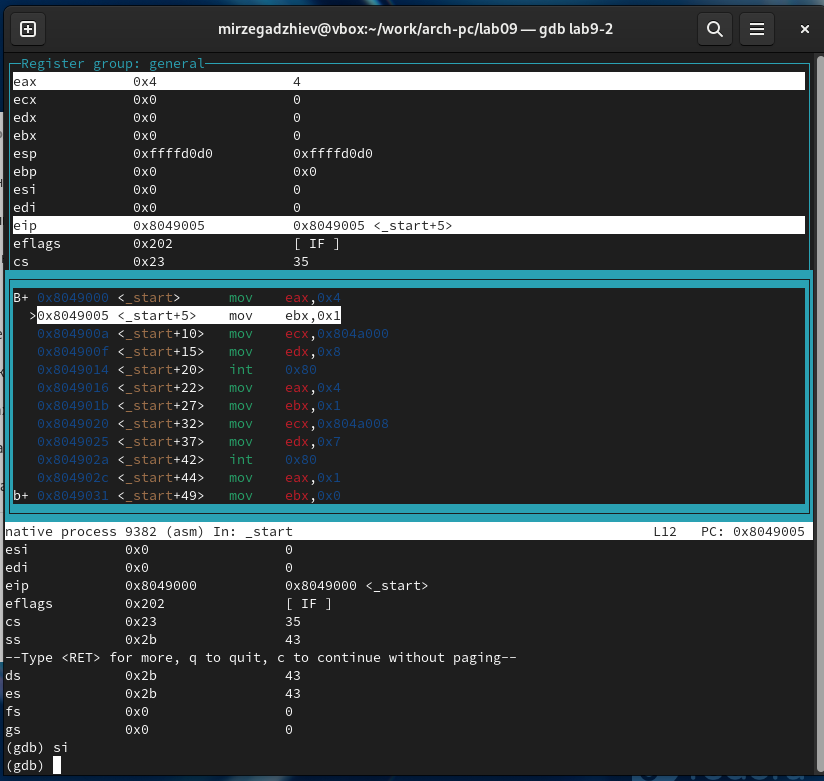 mirzegadzhiev@vbox:~/work/arch-pc/lab09 — gdb lab9-2
Register group: general
eax 0x4 4
ecx 0x0 0
edx 0x0 0
ebx 0x0 0
esp 0xffffd0d0 0xffffd0d0
ebp 0x0 0x0
esi 0x0 0
edi 0x0 0
eip 0x8049005 0x8049005 <_start+5>
eflags 0x202 [ IF ]
cs 0x23 35
B+ 0x8049000 <_start> mov eax,0x4
>0x8049005 <_start+5> mov ebx,0x1
0x804900a <_start+10> mov ecx,0x804a000
0x804900f <_start+15> mov edx,0x8
0x8049014 <_start+20> int 0x80
0x8049016 <_start+22> mov eax,0x4
0x804901b <_start+27> mov ebx,0x1
0x8049020 <_start+32> mov ecx,0x804a008
0x8049025 <_start+37> mov edx,0x7
0x804902a <_start+42> int 0x80
0x804902c <_start+44> mov eax,0x1
b+ 0x8049031 <_start+49> mov ebx,0x0
native process 9382 (asm) In: _start L12 PC: 0x8049005
esi 0x0 0
edi 0x0 0
eip 0x8049000 0x8049000 <_start>
eflags 0x202 [ IF ]
cs 0x23 35
ss 0x2b 43
--Type <RET> for more, q to quit, c to continue without paging--
ds 0x2b 43
es 0x2b 43
fs 0x0 0
gs 0x0 0
(gdb) si
(gdb)